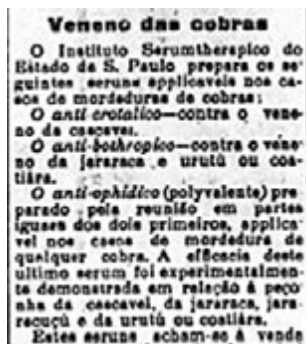 Veneno das cobras
O Instituto Serumtherapico do
Estado de S. Paulo prepara os se
guintes seruns applicaveis nos ca
sos de mordeduras de cobras:
O anti-crotalico—contra o vene
no da cascavel.
O anti-bothropico—contra o vene
no da jararaca e urutú ou coa-
tiára.
O anti-ophidico (polyvalente) pre
parado pela reunião em partes
iguaes dos dois primeiros, applica
vel nos casos de mordedura de
qualquer cobra. A efficacia deste
ultimo serum foi experimentalmen
te demonstrada em relação á peço
nha da cascavel, da jararaca, jara
racuçú e da urutú ou coatiára.
Estes seruns acham-se á venda